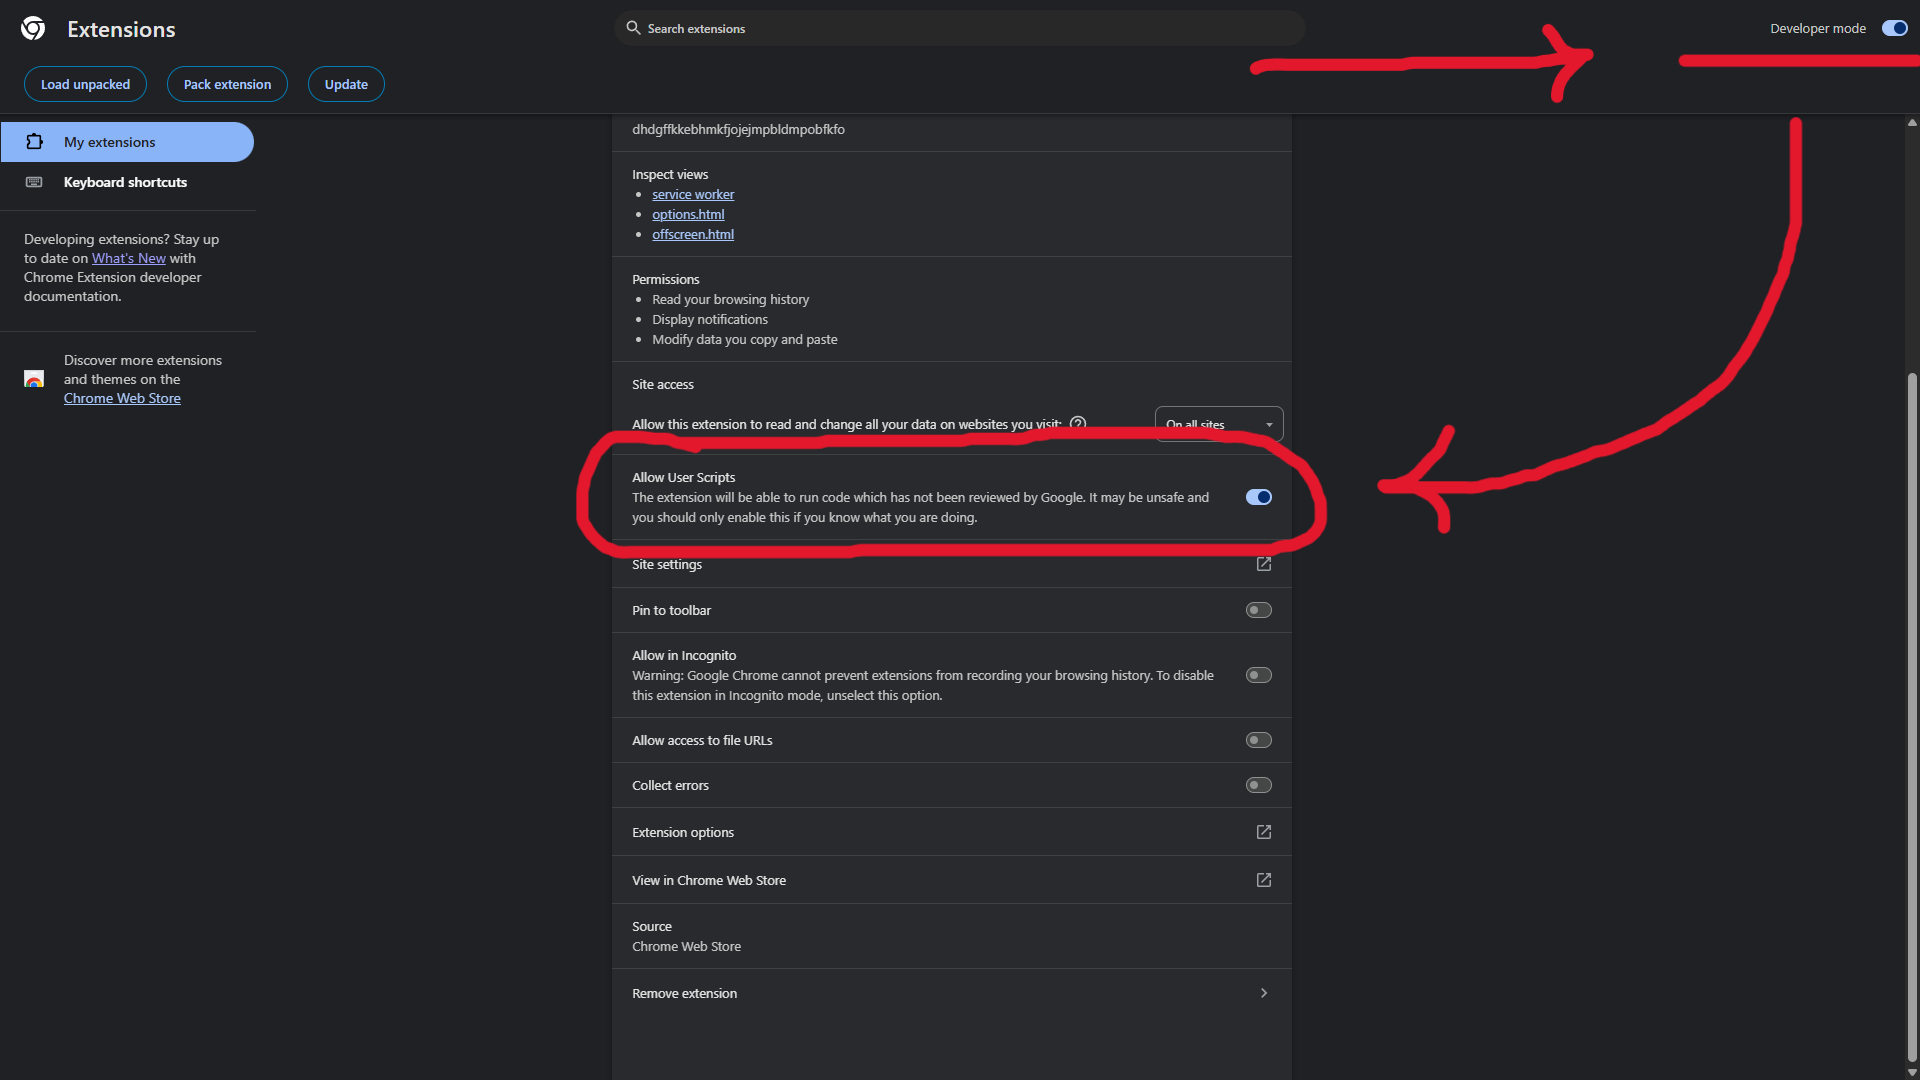 Extensions
Search extensions
Developer mode
Load unpacked
Pack extension
Update
My extensions
Keyboard shortcuts
Developing extensions? Stay up
to date on What's New with
Chrome Extension developer
documentation.
Discover more extensions
and themes on the
Chrome Web Store
dhdgffkkebhmkfjojejmpbldmpobfkfo
Inspect views
service worker
options.html
offscreen.html
Permissions
Read your browsing history
Display notifications
Modify data you copy and paste
Site access
Allow this extension to read and change all your data on websites you visit:
On all sites
Allow User Scripts
The extension will be able to run code which has not been reviewed by Google. It may be unsafe and
you should only enable this if you know what you are doing.
Site settings
Pin to toolbar
Allow in Incognito
Warning: Google Chrome cannot prevent extensions from recording your browsing history. To disable
this extension in Incognito mode, unselect this option.
Allow access to file URLs
Collect errors
Extension options
View in Chrome Web Store
Source
Chrome Web Store
Remove extension